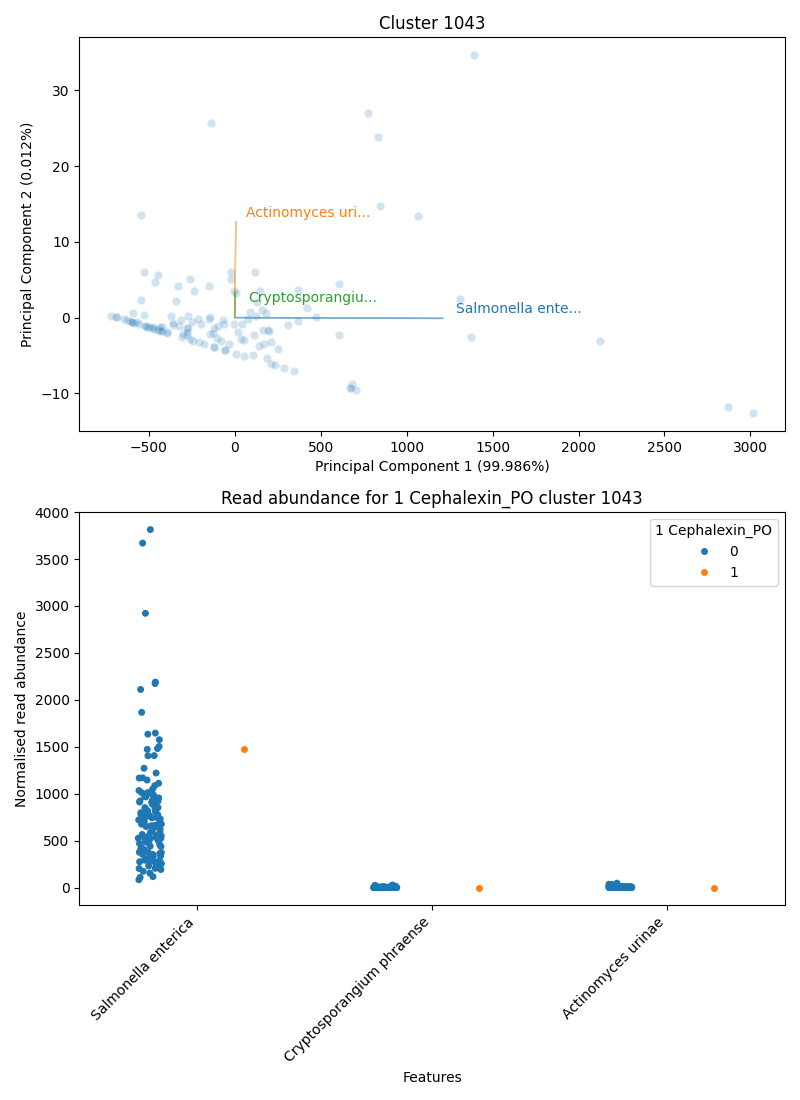 Cluster 1043
30
20
10
0
−10
Principal Component 2 (0.012%)
Actinomyces uri...
Cryptosporangiu...
Salmonella ente...
−500
0
500
1000
1500
2000
2500
3000
Principal Component 1 (99.986%)
Read abundance for 1 Cephalexin_PO cluster 1043
4000
3500
3000
2500
2000
1500
1000
500
0
Normalised read abundance
1 Cephalexin_PO
0
1
Salmonella enterica
Cryptosporangium phraense
Actinomyces urinae
Features